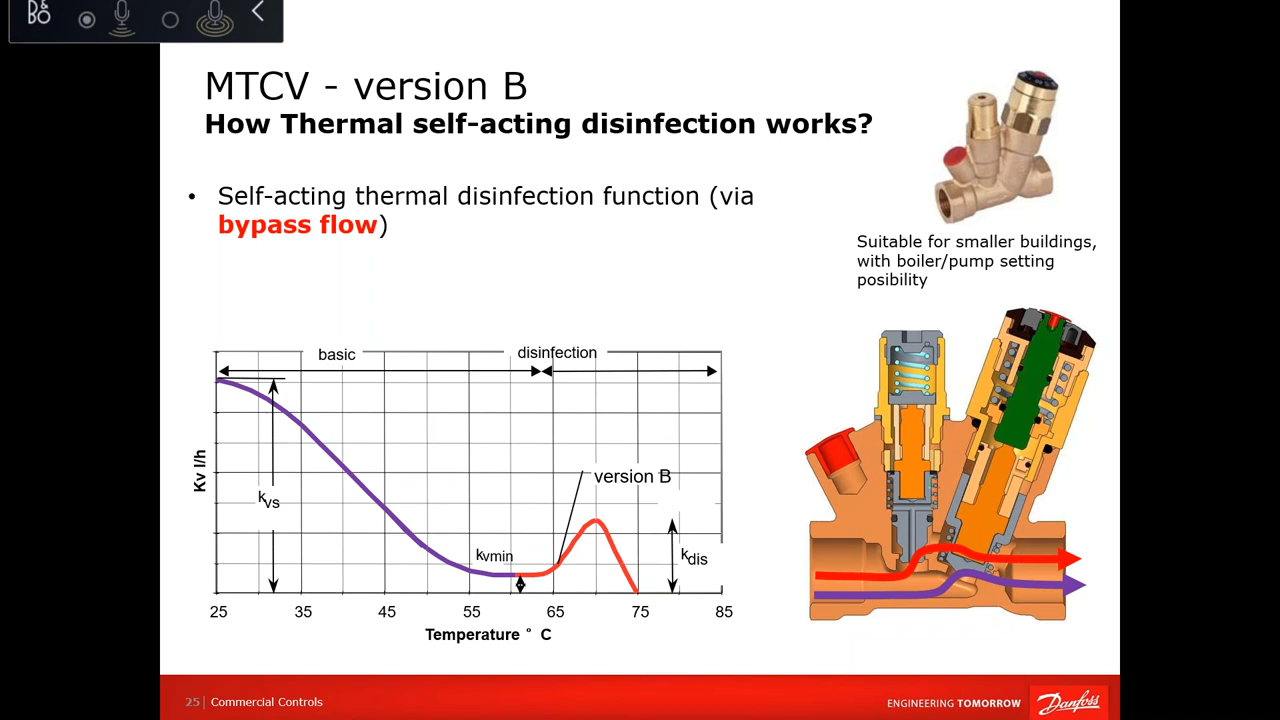 B&BO
MTCV - version B
How Thermal self-acting disinfection works?
• Self-acting thermal disinfection function (via
bypass flow)
Suitable for smaller buildings,
with boiler/pump setting
posibility
basic
disinfection
Kv l/h
kvs
version B
kvmin
kdis
25 35 45 55 65 75 85
Temperature ° C
25 | Commercial Controls
ENGINEERING TOMORROW
Danfoss